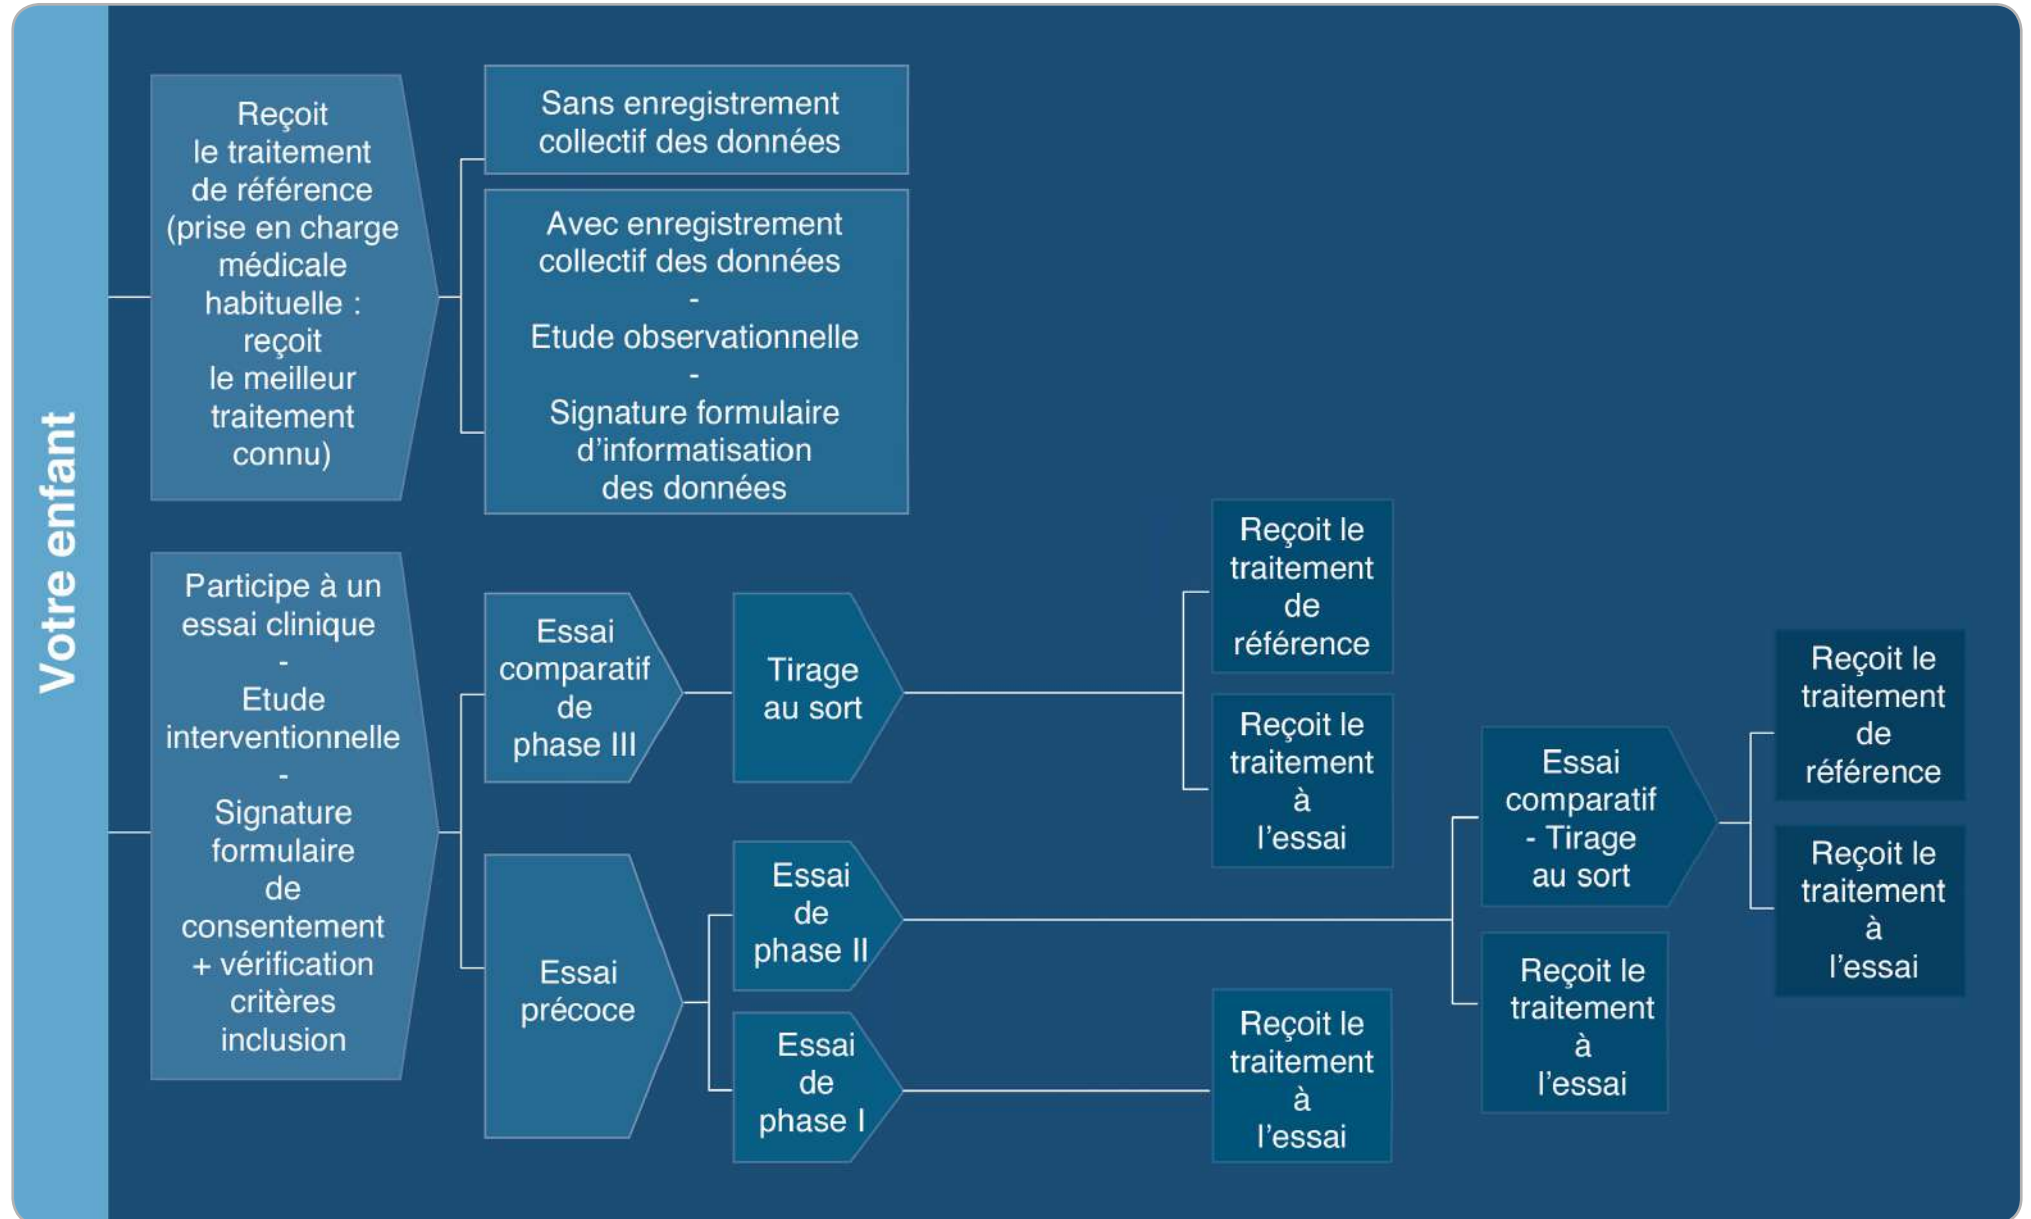 Votre enfant
Reçoit
le traitement
de référence
(prise en charge
médicale
habituelle :
reçoit
le meilleur
traitement
connu)
Sans enregistrement
collectif des données
Avec enregistrement
collectif des données
-
Etude observationnelle
-
Signature formulaire
d'informatisation
des données
Participe à un
essai clinique
-
Etude
interventionnelle
-
Signature
formulaire
de
consentement
+ vérification
critères
inclusion
Essai
comparatif
de
phase III
Tirage
au sort
Reçoit le
traitement
de
référence
Reçoit le
traitement
à
l'essai
Essai
précoce
Essai
de
phase II
Essai
comparatif
- Tirage
au sort
Reçoit le
traitement
de
référence
Reçoit le
traitement
à
l'essai
Reçoit le
traitement
à
l'essai
Essai
de
phase I
Reçoit le
traitement
à
l'essai